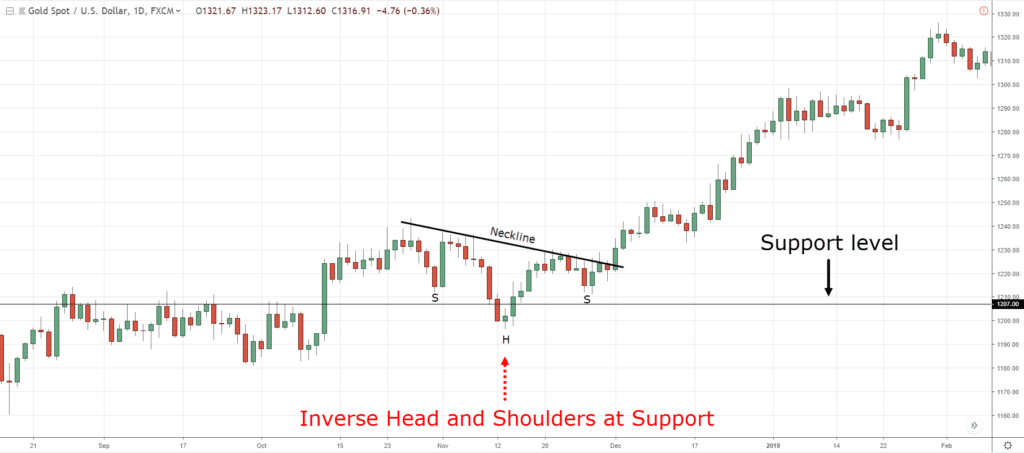 Gold Spot / U.S. Dollar, 1D, FXCM O1321.67 H1323.17 L1312.60 C1316.91 −4.76 (−0.36%)
1330.00
1320.00
1310.00
1300.00
1290.00
1280.00
1270.00
1260.00
1250.00
1240.00
Neckline
Support level
1230.00
1220.00
S
S
1210.00
1207.00
1200.00
H
1190.00
1180.00
1170.00
Inverse Head and Shoulders at Support
1160.00
21 Sep 17 Oct 15 23 Nov 12 20 Dec 17 2019 14 22 Feb